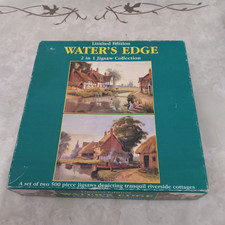 Limited Edition
WATER'S EDGE
2 in 1 Jigsaw Collection
A set of two 500 piece jigsaws depicting tranquil riverside cottages